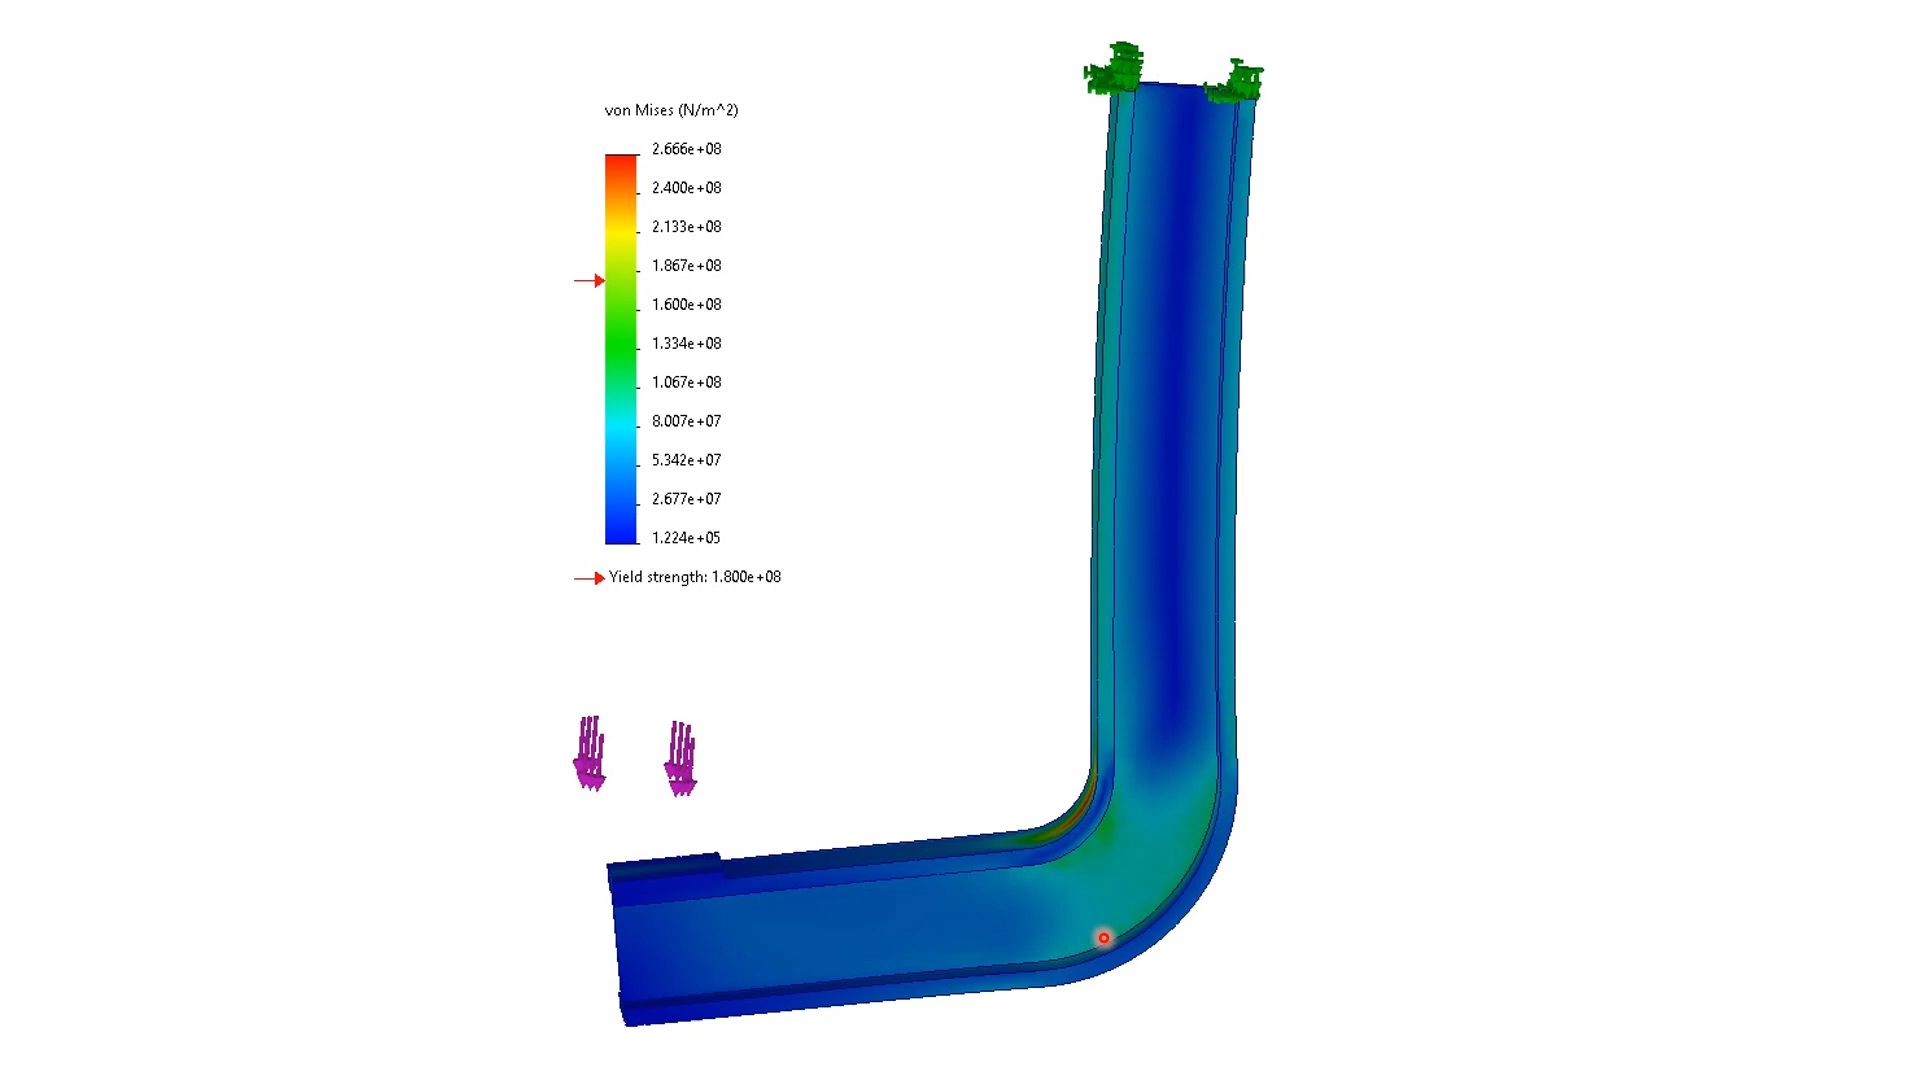 von Mises (N/m^2)
2.666e+08
2.400e+08
2.133e+08
1.867e+08
1.600e+08
1.334e+08
1.067e+08
8.007e+07
5.342e+07
2.677e+07
1.224e+05
Yield strength: 1.800e+08